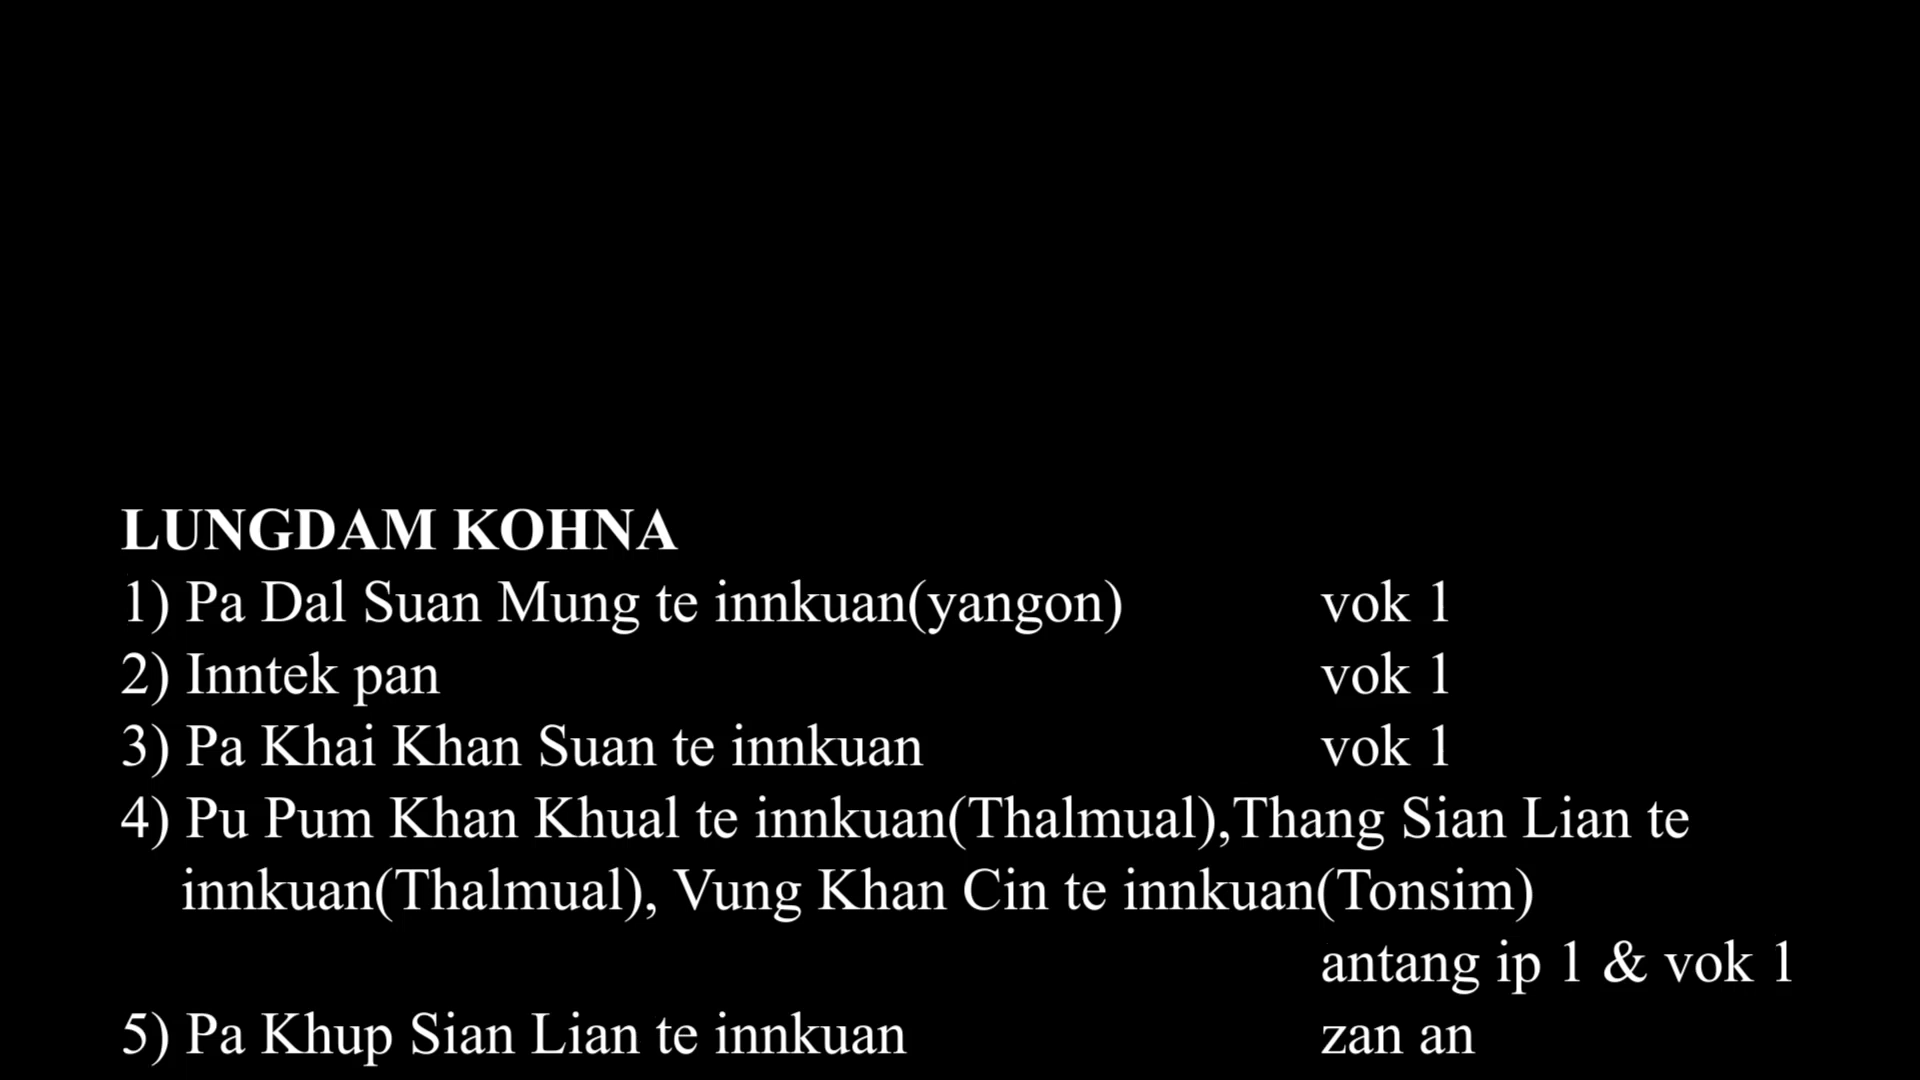 LUNGDAM KOHNA
1) Pa Dal Suan Mung te innkuan(yangon) vok 1
2) Inntek pan vok 1
3) Pa Khai Khan Suan te innkuan vok 1
4) Pu Pum Khan Khual te innkuan(Thalmual),Thang Sian Lian te
innkuan(Thalmual), Vung Khan Cin te innkuan(Tonsim)
antang ip 1 & vok 1
5) Pa Khup Sian Lian te innkuan zan an